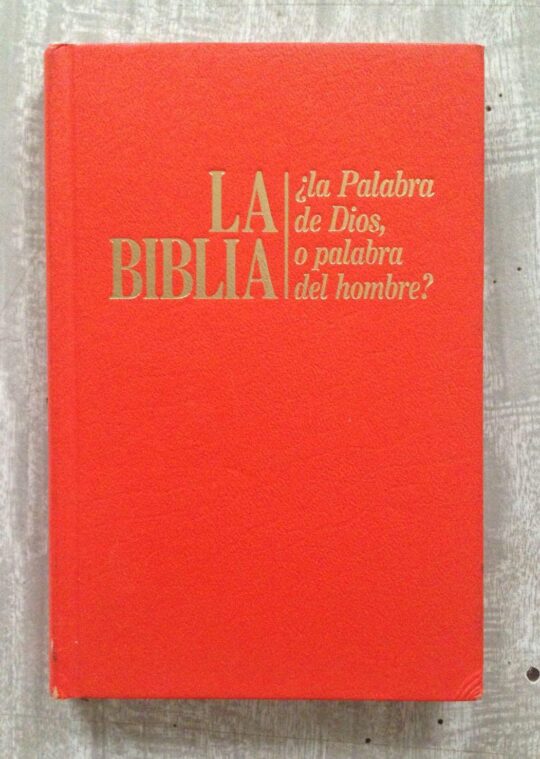 LA
BIBLIA
¿la Palabra
de Dios,
o palabra
del hombre?